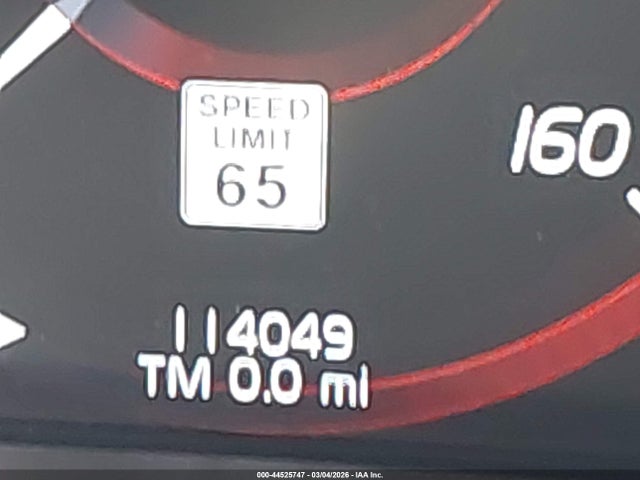 SPEED
LIMIT
65
160
114049
TM 0.0 mi
000-44525747 - 03/04/2026 - IAA Inc.